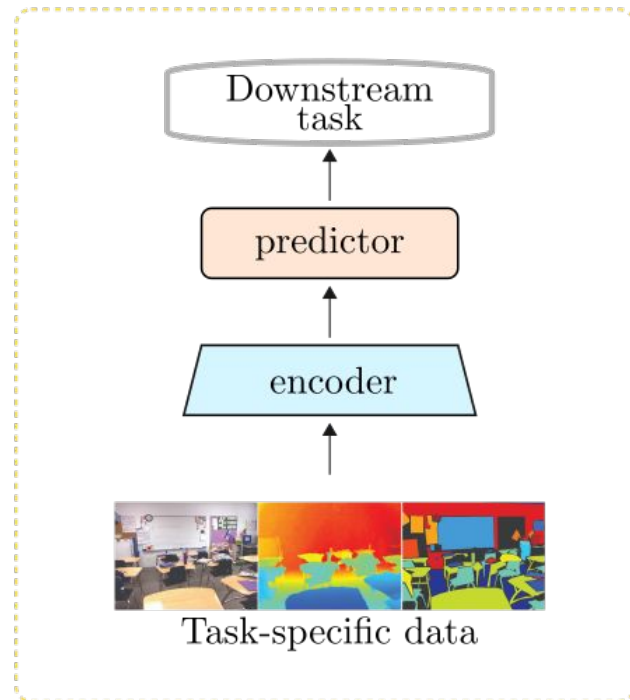 Downstream
task
predictor
encoder
Task-specific data